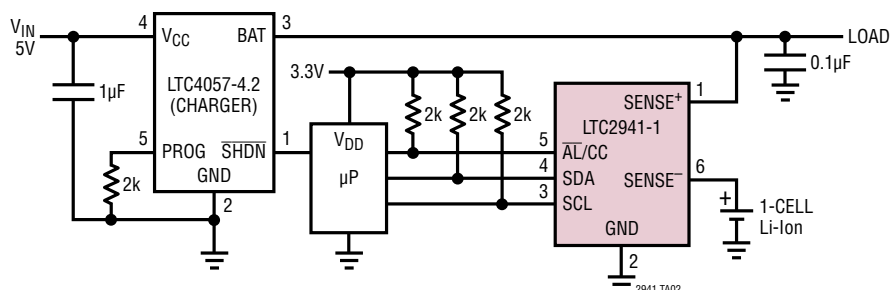 VIN
5V
4
VCC
BAT
3
LOAD
1µF
LTC4057-4.2
(CHARGER)
3.3V
0.1µF
5
PROG
SHDN
1
2k
GND
2
VDD
µP
2k
2k
2k
5
AL/CC
4
SDA
3
SCL
SENSE+
1
LTC2941-1
SENSE–
6
GND
2
+
1-CELL
Li-Ion
2941 TA02